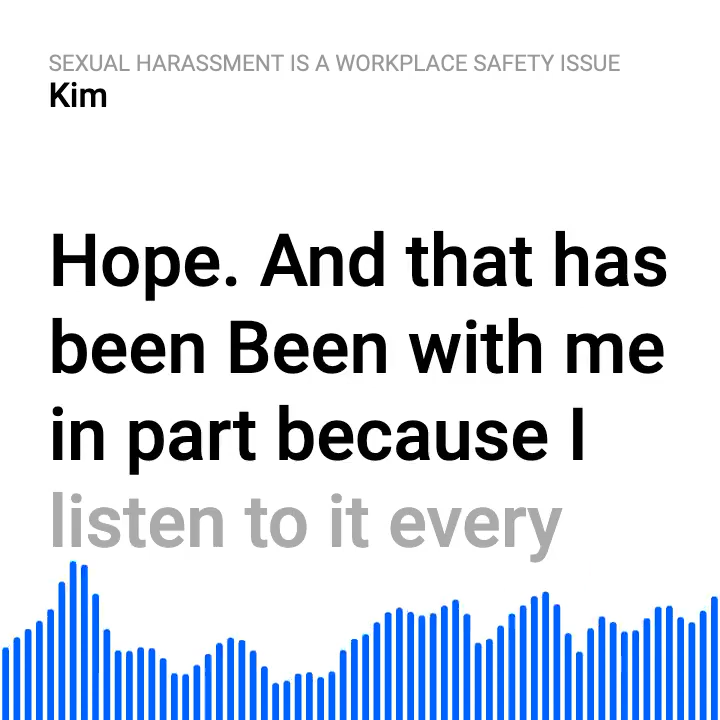 SEXUAL HARASSMENT IS A WORKPLACE SAFETY ISSUE
Kim
Hope. And that has
been Been with me
in part because I
listen to it every